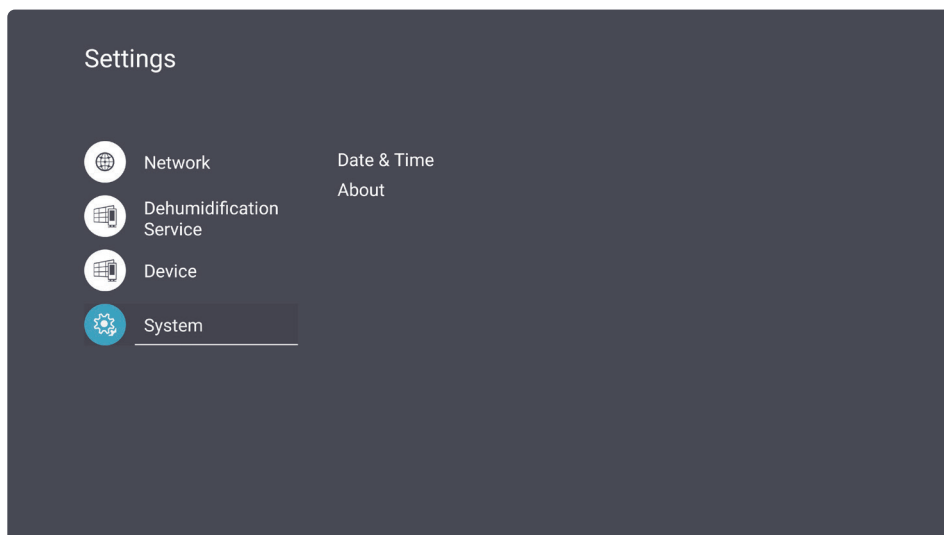 Settings
Network
Dehumidification
Service
Device
System
Date & Time
About